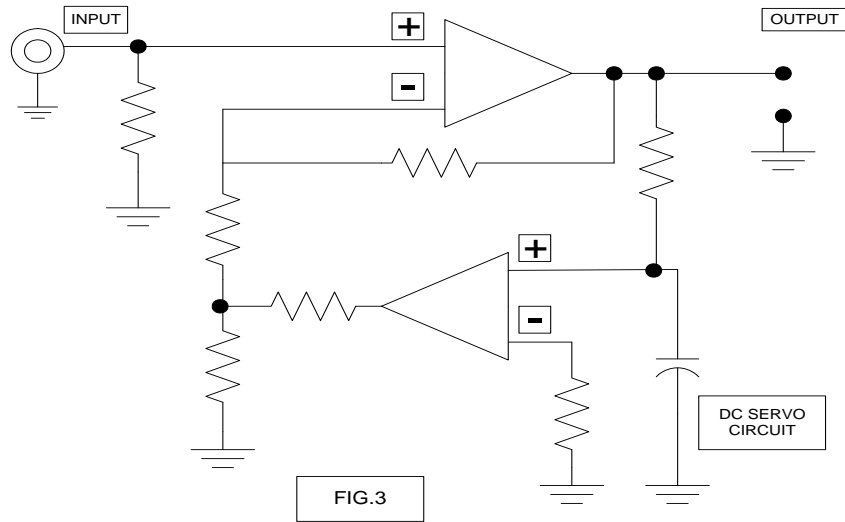 INPUT
OUTPUT
+
-
+
-
DC SERVO
CIRCUIT
FIG.3